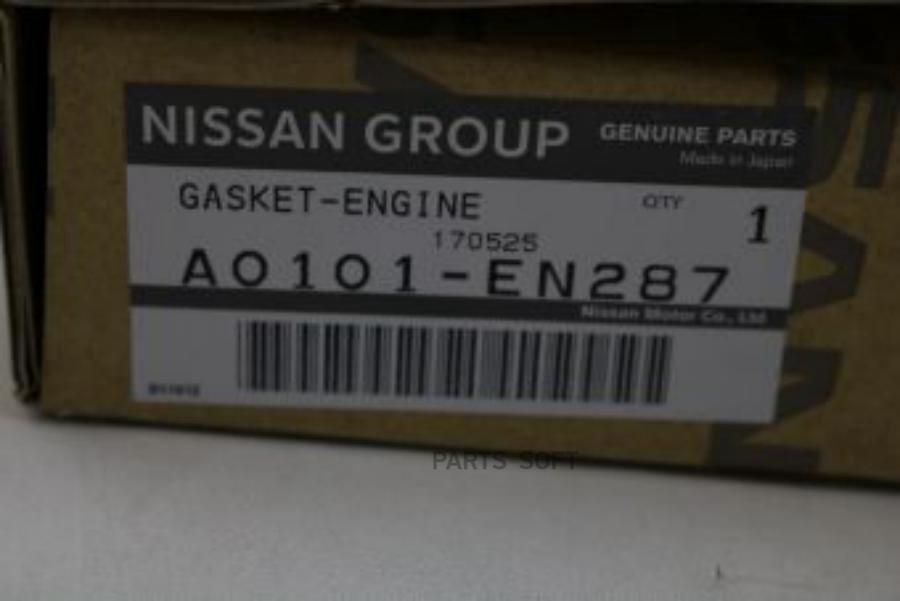 NISSAN GROUP
GENUINE PARTS
Made in Japan
GASKET-ENGINE
QTY
1
170525
A0101-EN287
Nissan Motor Co., Ltd
PARTS SOFT